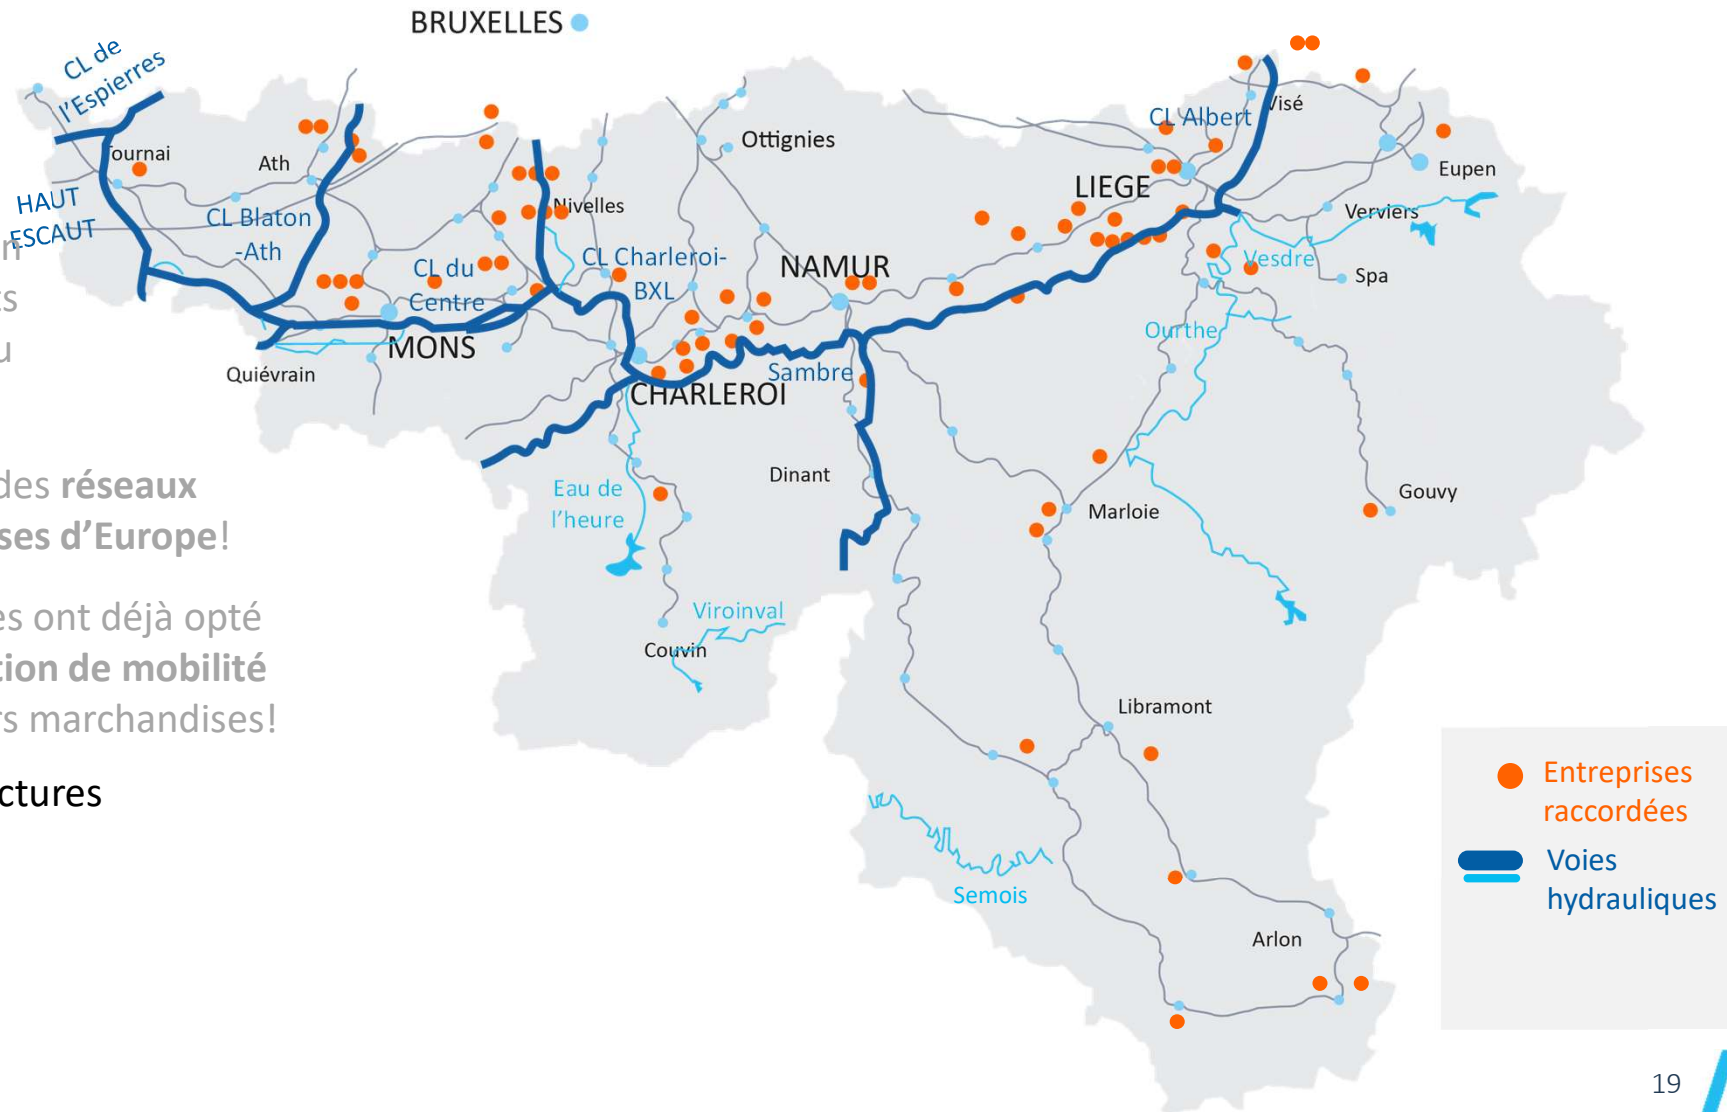 BRUXELLES
CL de
l'Espierres
Tournai
Ath
HAUT
ESCAUT
CL Blaton
-Ath
CL du
Centre
MONS
Quiévrain
Nivelles
CL Charleroi-
BXL
Ottignies
NAMUR
CHARLEROI
Sambre
Dinant
CL Albert
Visé
LIEGE
Eupen
Verviers
Vesdre
Spa
Ourthe
Eau de
l'heure
Viroinval
Couvin
Marloie
Gouvy
Libramont
Semois
Arlon
n
ts
u
des réseaux
ses d'Europe!
es ont déjà opté
tion de mobilité
rs marchandises!
ctures
Entreprises
raccordées
Voies
hydrauliques
19